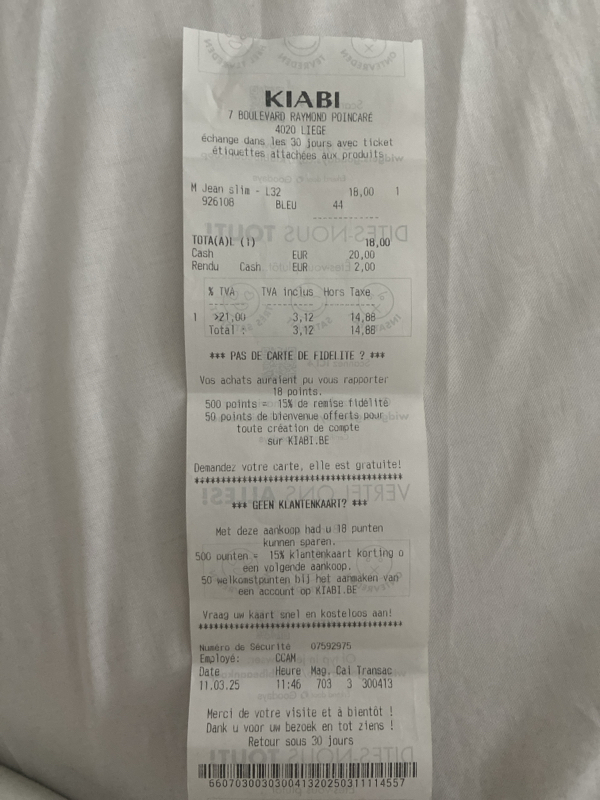 KIABI
7 BOULEVARD RAYMOND POINCARÉ
4020 LIEGE
échange dans les 30 jours avec ticket
étiquettes attachées aux produits
M Jean slim - L32 18,00 1
926108 BLEU 44
TOTA(A)L (1) 18,00
Cash EUR 20,00
Rendu Cash EUR 2,00
% TVA TVA inclus Hors Taxe
1 >21,00 3,12 14,88
Total : 3,12 14,88
*** PAS DE CARTE DE FIDELITE ? ***
Vos achats auraient pu vous rapporter
18 points.
500 points = 15% de remise fidélité
50 points de bienvenue offerts pour
toute création de compte
sur KIABI.BE
Demandez votre carte, elle est gratuite!
****************************************
*** GEEN KLANTENKAART? ***
Met deze aankoop had u 18 punten
kunnen sparen.
500 punten = 15% klantenkaart korting o
een volgende aankoop.
50 welkomstpunten bij het aanmaken van
een account op KIABI.BE
Vraag uw kaart snel en kosteloos aan!
****************************************
Numéro de Sécurité 07592975
Employé: CCAM
Date Heure Mag. Cai Transac
11.03.25 11:46 703 3 300413
Merci de votre visite et à bientôt !
Dank u voor uw bezoek en tot ziens !
Retour sous 30 jours
660703003030041320250311114557